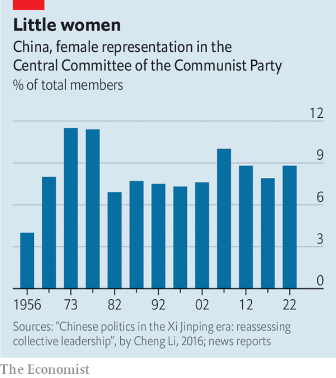 Little women
China, female representation in the
Central Committee of the Communist Party
% of total members
12
9
6
3
0
1956 73 82 92 02 12 22
Sources: “Chinese politics in the Xi Jinping era: reassessing
collective leadership”, by Cheng Li, 2016; news reports
The Economist